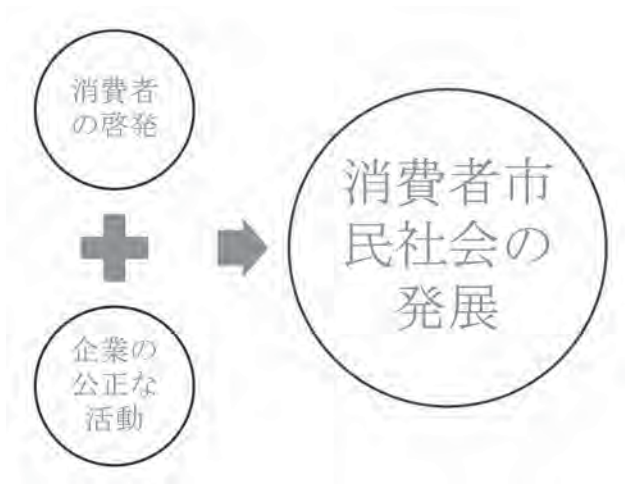 消費者
の啓発
企業の
公正な
活動
消費者市
民社会の
発展